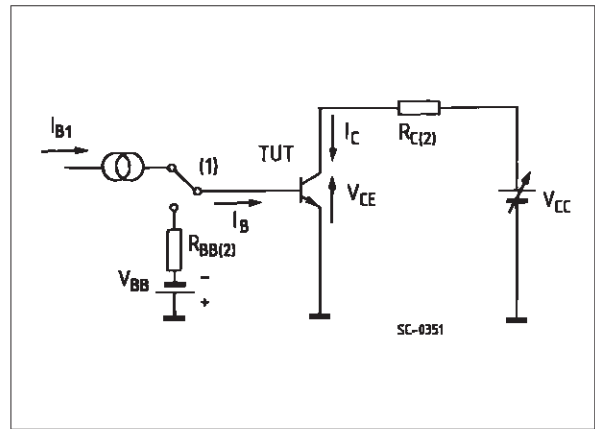 I_B1
(1)
TUT
I_C
R_C(2)
V_CE
V_CC
I_B
R_BB(2)
V_BB
−
+
SC-0351